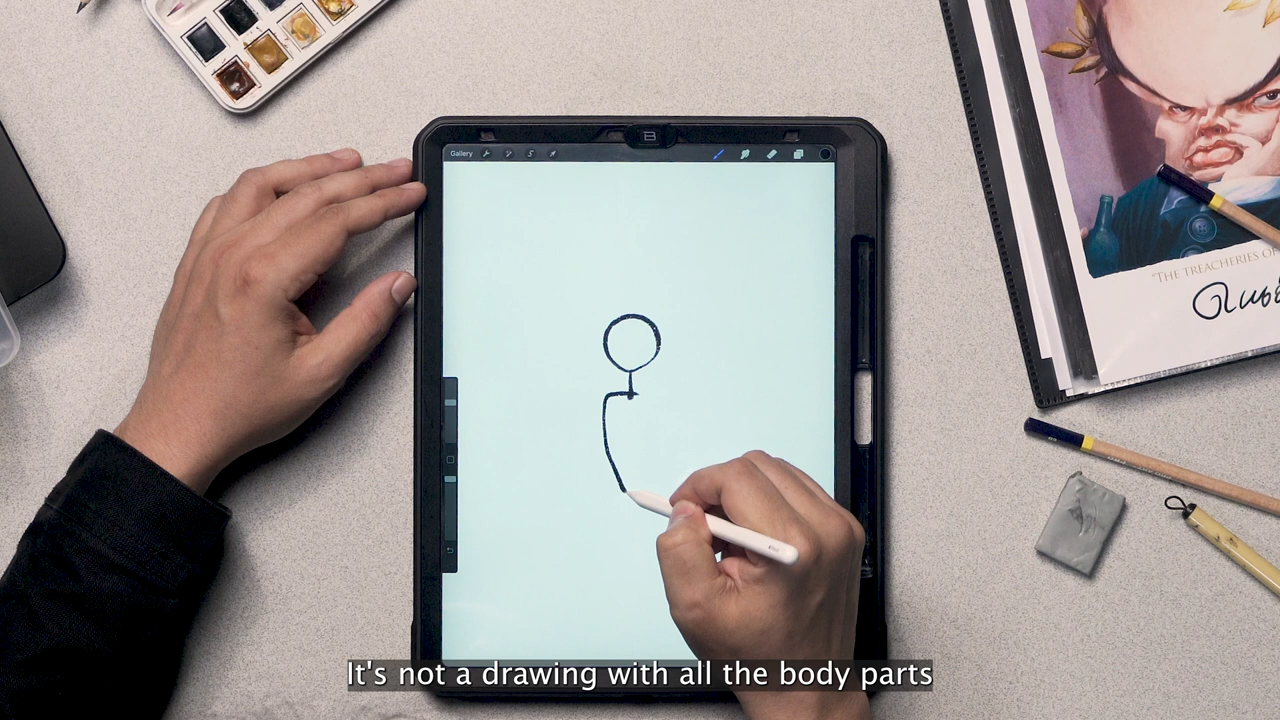 Gallery
"THE TREACHERIES OF
It's not a drawing with all the body parts